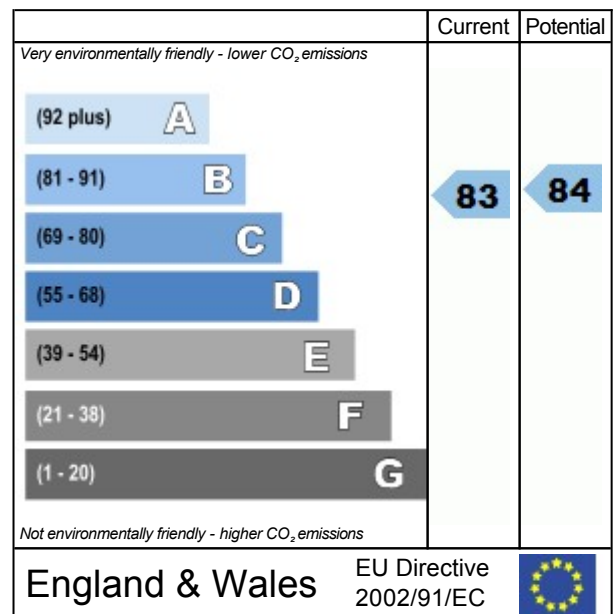 Current Potential
Very environmentally friendly - lower CO₂ emissions
(92 plus) A
(81 - 91) B
83 84
(69 - 80) C
(55 - 68) D
(39 - 54) E
(21 - 38) F
(1 - 20) G
Not environmentally friendly - higher CO₂ emissions
England & Wales
EU Directive
2002/91/EC